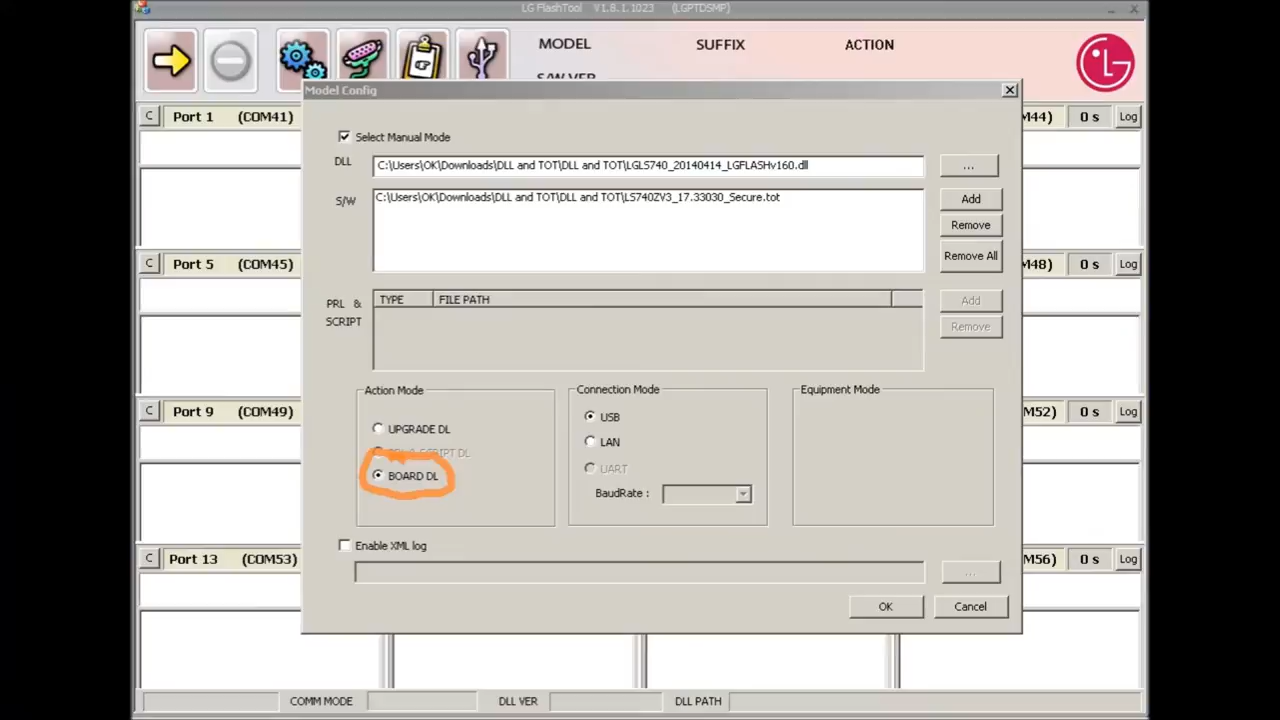 LG FlashTool V1.8.1.1023 (LGPTDSMP)
MODEL SUFFIX ACTION
S/W VER
Model Config
C Port 1 (COM41) M44) 0 s Log
Select Manual Mode
DLL C:\Users\OK\Downloads\DLL and TOT\DLL and TOT\LGLS740_20140414_LGFLASHv160.dll ...
S/W C:\Users\OK\Downloads\DLL and TOT\DLL and TOT\LS740ZV3_17.33030_Secure.tot Add
Remove
Remove All
C Port 5 (COM45) M48) 0 s Log
PRL & SCRIPT TYPE FILE PATH Add
Remove
Action Mode Connection Mode Equipment Mode
C Port 9 (COM49) M52) 0 s Log
UPGRADE DL USB
SCRIPT DL LAN
BOARD DL UART
BaudRate :
Enable XML log
C Port 13 (COM53) M56) 0 s Log
...
OK Cancel
COMM MODE DLL VER DLL PATH
LG